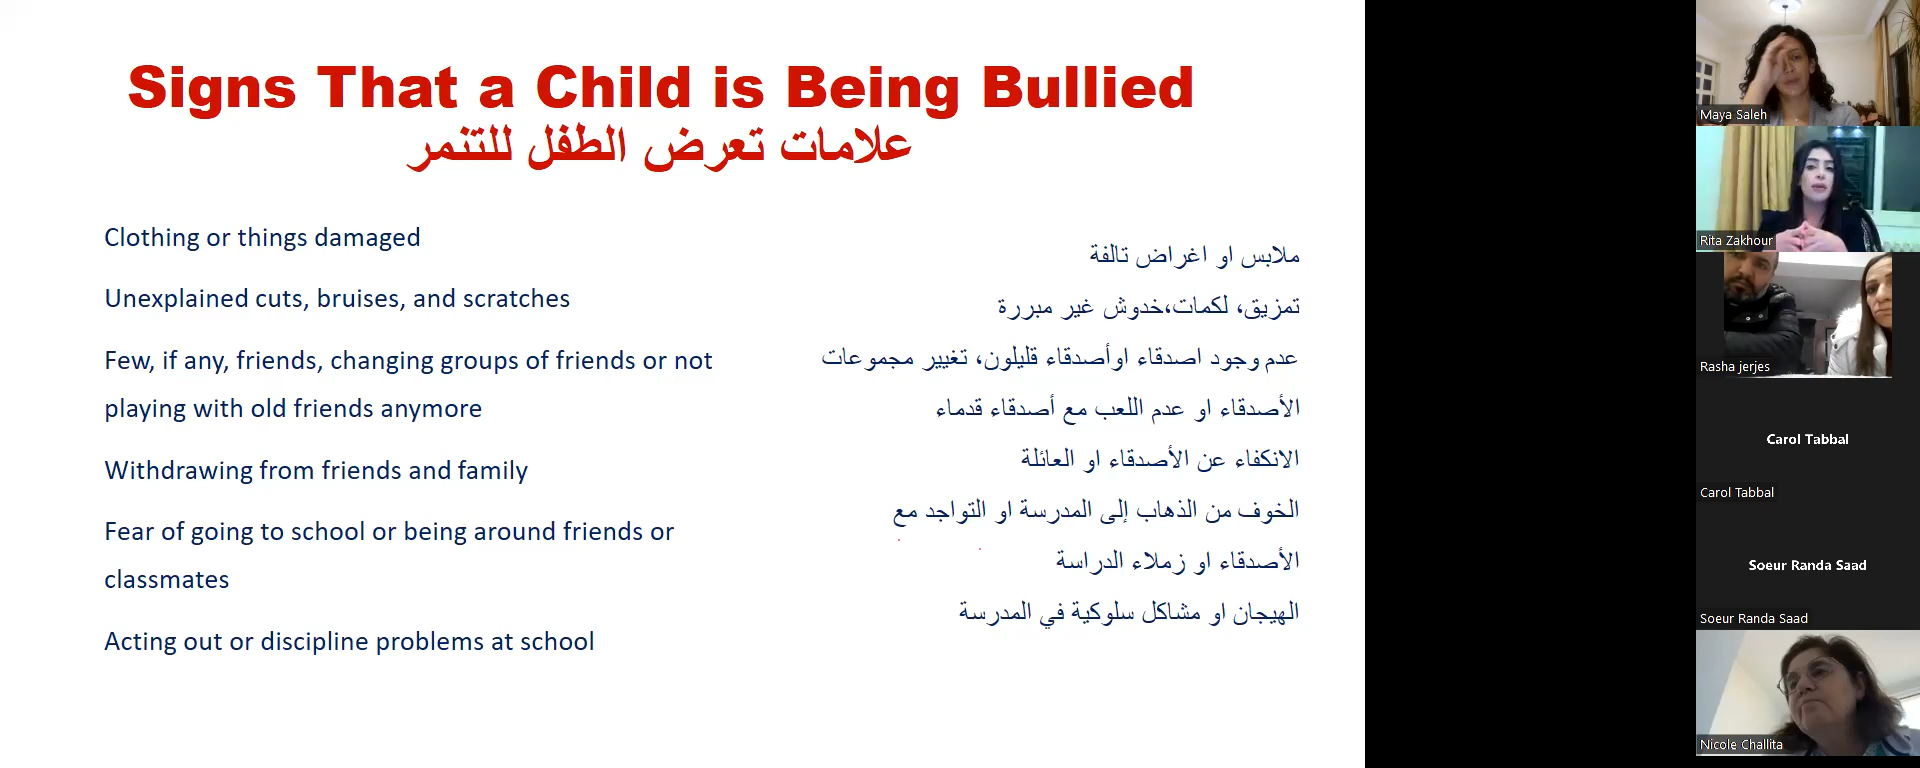 Signs That a Child is Being Bullied
علامات تعرض الطفل للتنمر
Clothing or things damaged
Unexplained cuts, bruises, and scratches
Few, if any, friends, changing groups of friends or not
playing with old friends anymore
Withdrawing from friends and family
Fear of going to school or being around friends or
classmates
Acting out or discipline problems at school
ملابس او اغراض تالفة
تمزيق، لكمات،خدوش غير مبررة
عدم وجود اصدقاء اوأصدقاء قليلون، تغيير مجموعات
الأصدقاء او عدم اللعب مع أصدقاء قدماء
الانكفاء عن الأصدقاء او العائلة
الخوف من الذهاب إلى المدرسة او التواجد مع
الأصدقاء او زملاء الدراسة
الهيجان او مشاكل سلوكية في المدرسة
Maya Saleh
Rita Zakhour
Rasha jerjes
Carol Tabbal
Carol Tabbal
Soeur Randa Saad
Soeur Randa Saad
Nicole Challita